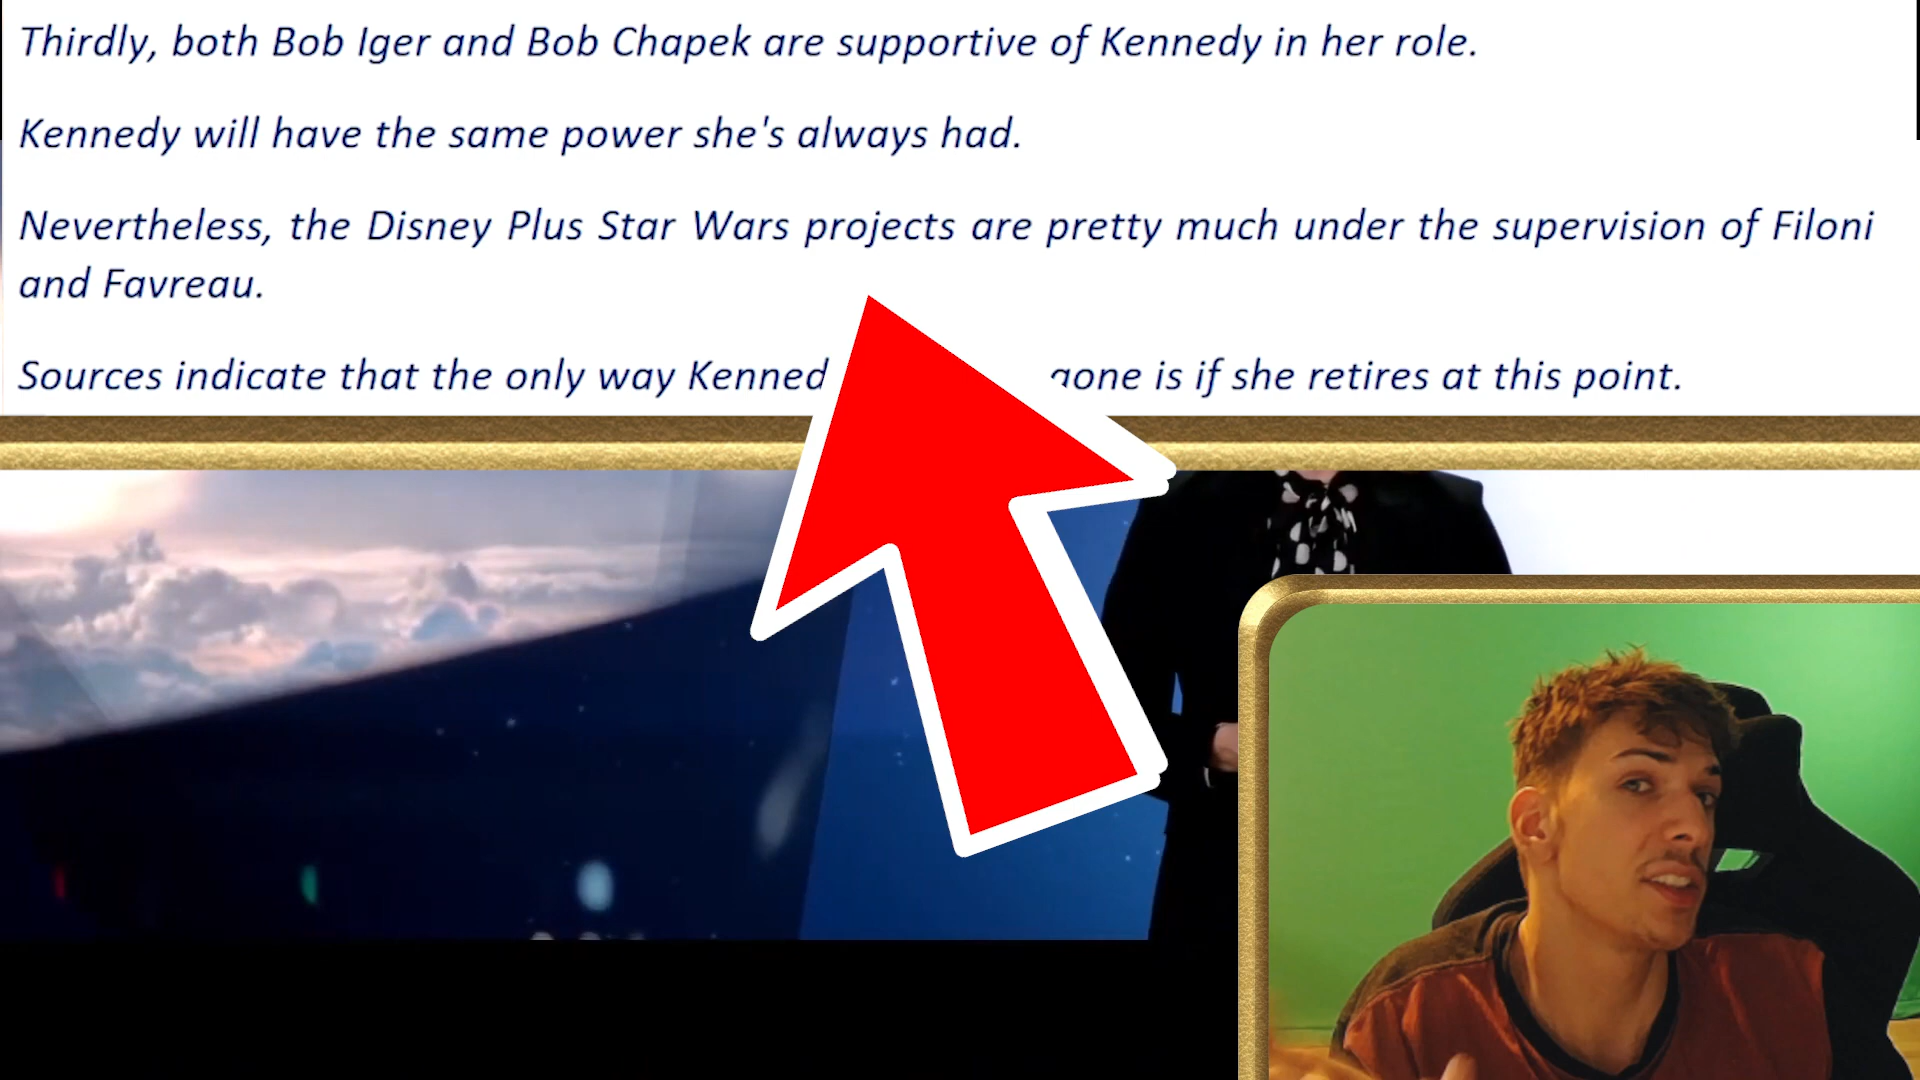 Thirdly, both Bob Iger and Bob Chapek are supportive of Kennedy in her role.
Kennedy will have the same power she's always had.
Nevertheless, the Disney Plus Star Wars projects are pretty much under the supervision of Filoni
and Favreau.
Sources indicate that the only way Kenned gone is if she retires at this point.